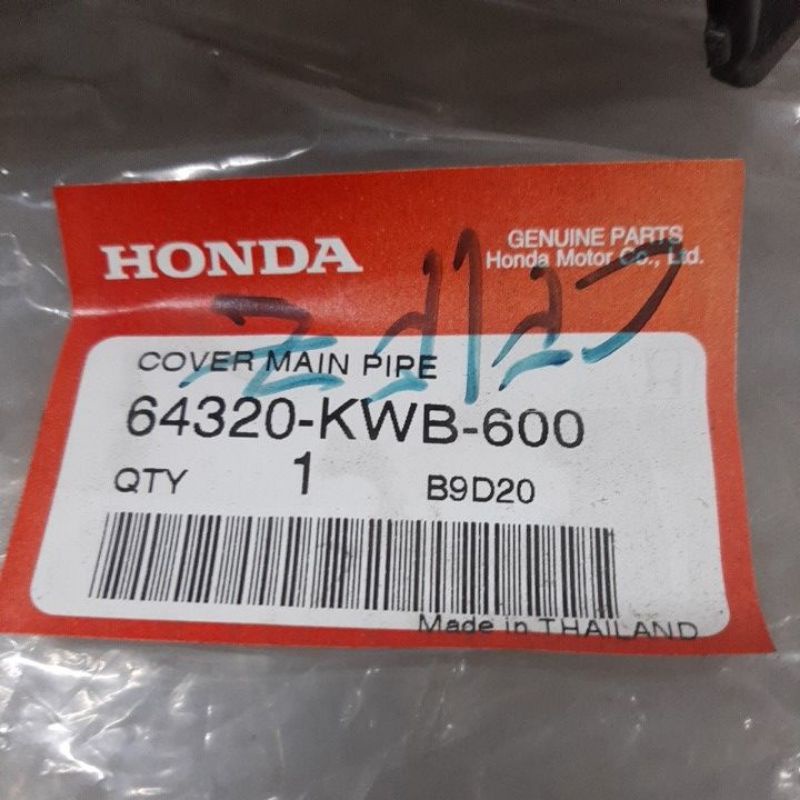 HONDA
GENUINE PARTS
Honda Motor Co., Ltd.
COVER MAIN PIPE
64320-KWB-600
QTY 1 B9D20
Made in THAILAND